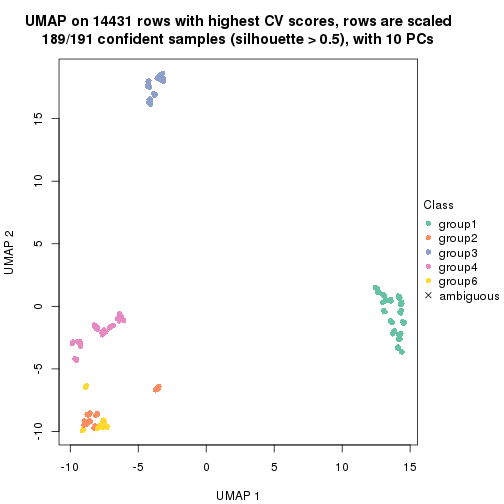 UMAP on 14431 rows with highest CV scores, rows are scaled
189/191 confident samples (silhouette > 0.5), with 10 PCs
15
10
5
0
-5
-10
UMAP 2
-10
-5
0
5
10
15
UMAP 1
Class
group1
group2
group3
group4
group6
ambiguous